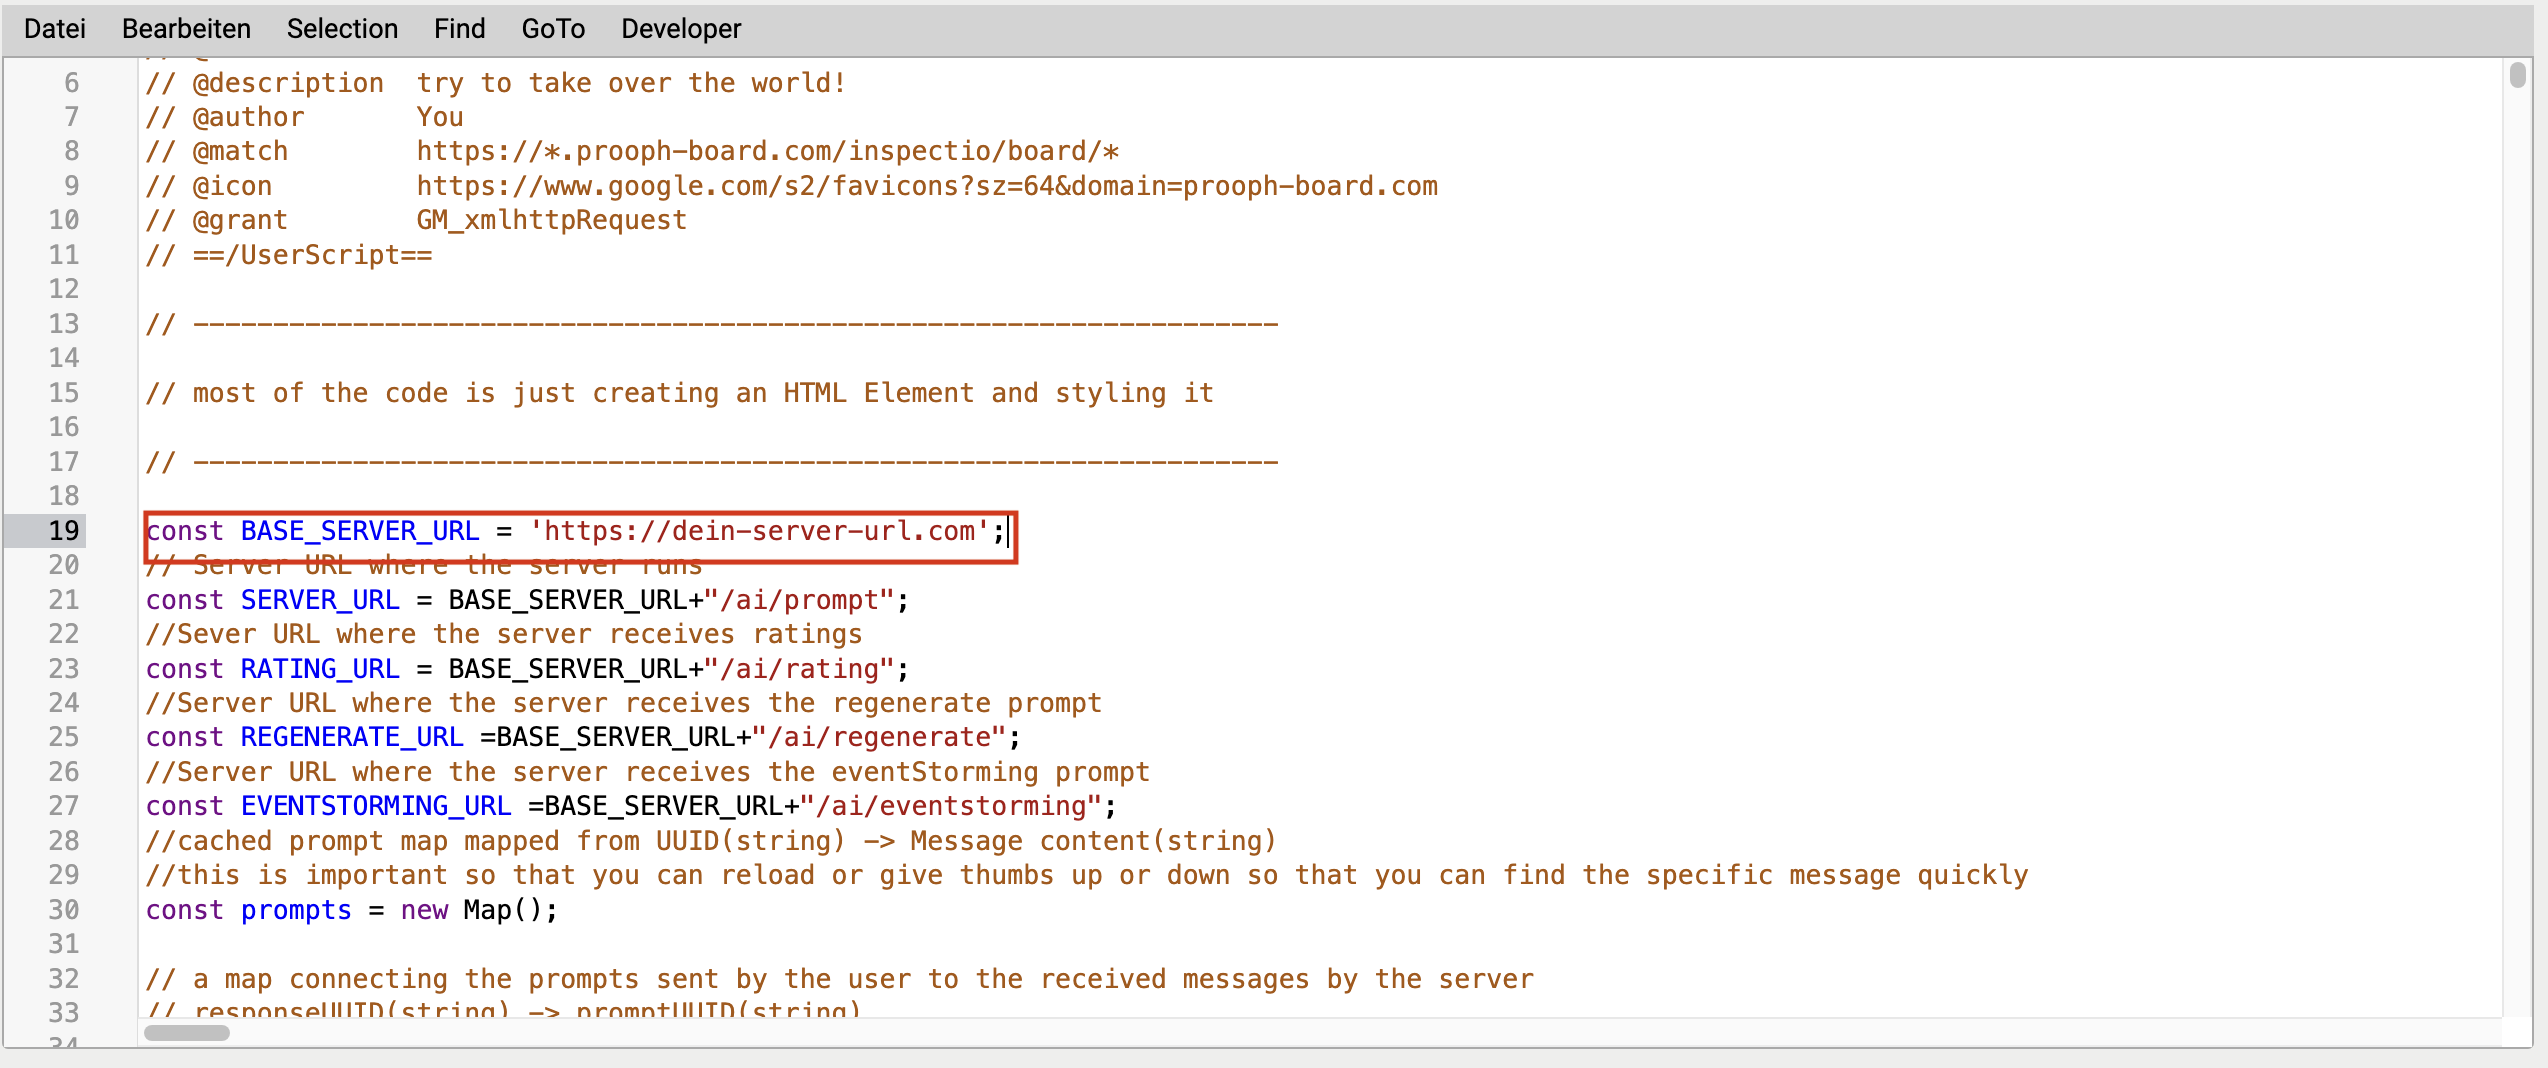 Datei Bearbeiten Selection Find GoTo Developer
6 // @description  try to take over the world!
7 // @author       You
8 // @match        https://*.prooph-board.com/inspectio/board/*
9 // @icon         https://www.google.com/s2/favicons?sz=64&domain=prooph-board.com
10 // @grant        GM_xmlhttpRequest
11 // ==/UserScript==
12
13 // --------------------------------------------------------------------
14
15 // most of the code is just creating an HTML Element and styling it
16
17 // --------------------------------------------------------------------
18
19 const BASE_SERVER_URL = 'https://dein-server-url.com';
20 // Server URL where the server runs
21 const SERVER_URL = BASE_SERVER_URL+"/ai/prompt";
22 //Sever URL where the server receives ratings
23 const RATING_URL = BASE_SERVER_URL+"/ai/rating";
24 //Server URL where the server receives the regenerate prompt
25 const REGENERATE_URL =BASE_SERVER_URL+"/ai/regenerate";
26 //Server URL where the server receives the eventStorming prompt
27 const EVENTSTORMING_URL =BASE_SERVER_URL+"/ai/eventstorming";
28 //cached prompt map mapped from UUID(string) -> Message content(string)
29 //this is important so that you can reload or give thumbs up or down so that you can find the specific message quickly
30 const prompts = new Map();
31
32 // a map connecting the prompts sent by the user to the received messages by the server
33 // responseUUID(string) -> promptUUID(string)
34